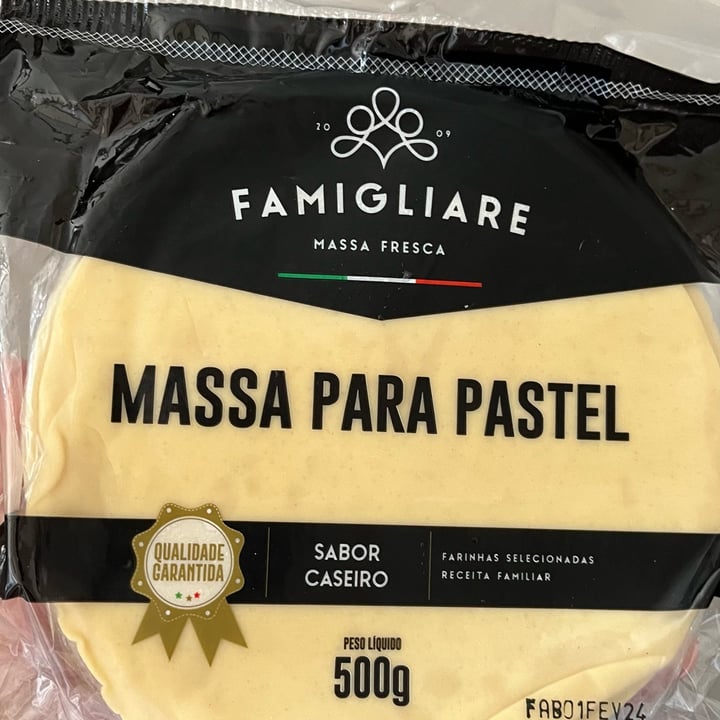 20 09
FAMIGLIARE
MASSA FRESCA
MASSA PARA PASTEL
QUALIDADE
GARANTIDA
SABOR
CASEIRO
FARINHAS SELECIONADAS
RECEITA FAMILIAR
PESO LÍQUIDO
500g
FAB01FEV24